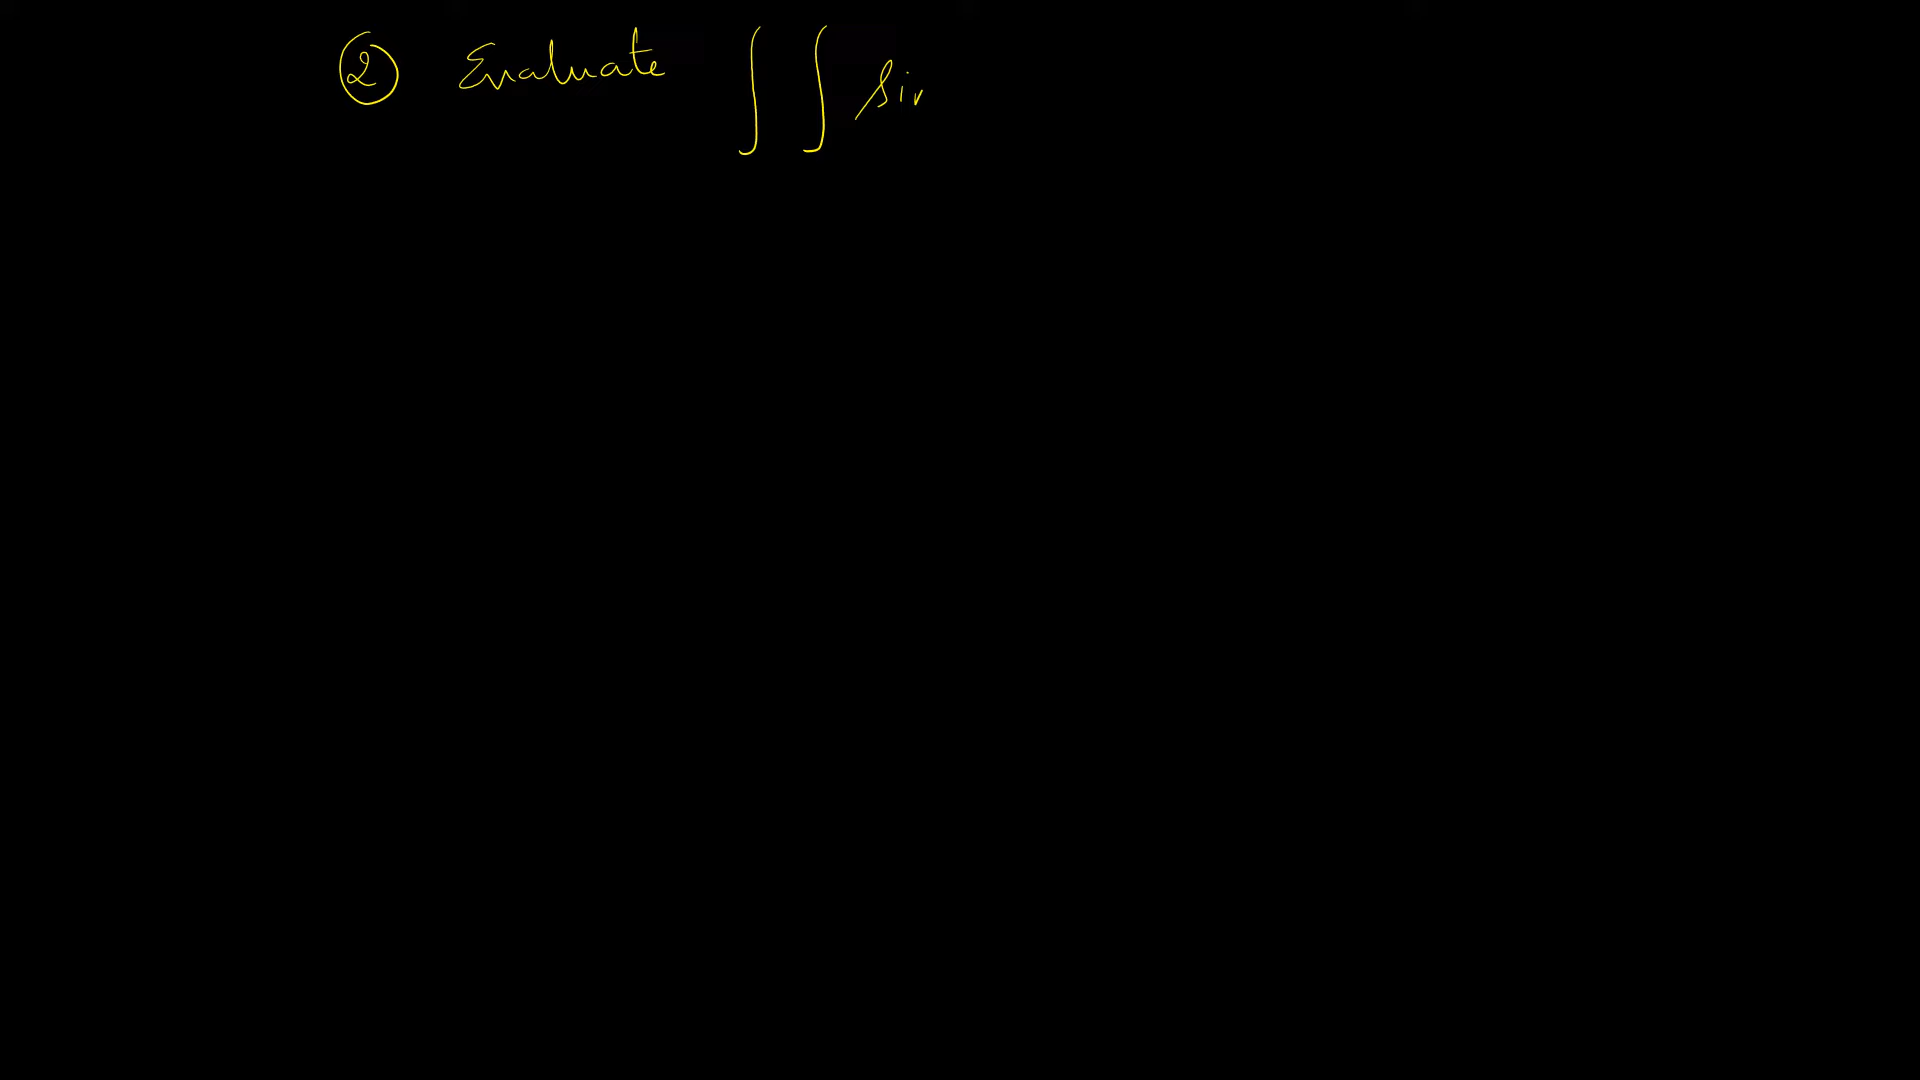 ② Evaluate ∫ ∫ sin